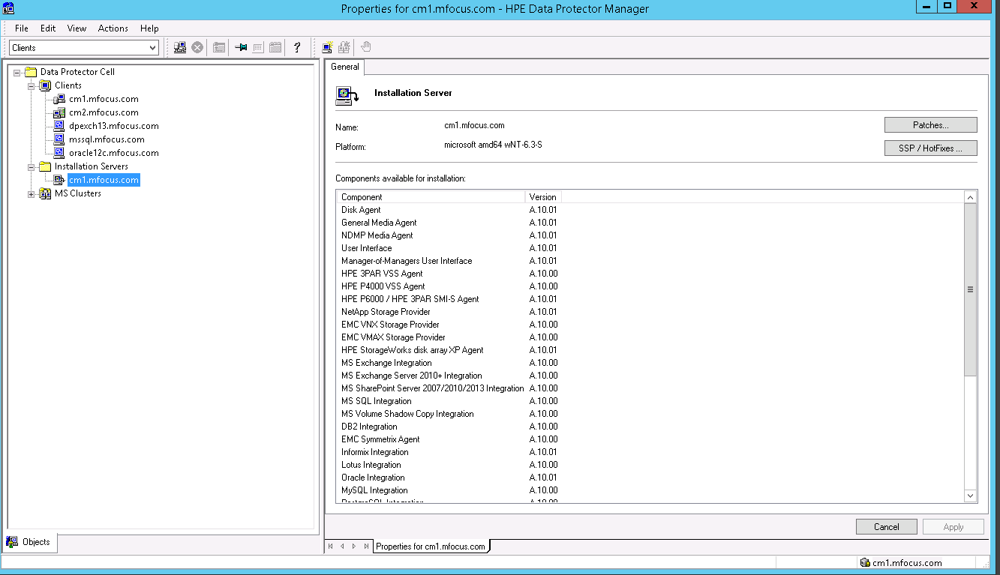 Properties for cm1.mfocus.com - HPE Data Protector Manager
File Edit View Actions Help
Clients
Data Protector Cell
Clients
cm1.mfocus.com
cm2.mfocus.com
dpexch13.mfocus.com
mssql.mfocus.com
oracle12c.mfocus.com
Installation Servers
cm1.mfocus.com
MS Clusters
Objects
General
Installation Server
Name: cm1.mfocus.com
Patches...
Platform: microsoft amd64 wNT-6.3-S
SSP / HotFixes ...
Components available for installation:
Component Version
Disk Agent A.10.01
General Media Agent A.10.01
NDMP Media Agent A.10.01
User Interface A.10.01
Manager-of-Managers User Interface A.10.01
HPE 3PAR VSS Agent A.10.00
HPE P4000 VSS Agent A.10.00
HPE P6000 / HPE 3PAR SMI-S Agent A.10.01
NetApp Storage Provider A.10.01
EMC VNX Storage Provider A.10.00
EMC VMAX Storage Provider A.10.00
HPE StorageWorks disk array XP Agent A.10.01
MS Exchange Integration A.10.00
MS Exchange Server 2010+ Integration A.10.00
MS SharePoint Server 2007/2010/2013 Integration A.10.00
MS SQL Integration A.10.00
MS Volume Shadow Copy Integration A.10.00
DB2 Integration A.10.00
EMC Symmetrix Agent A.10.00
Informix Integration A.10.01
Lotus Integration A.10.00
Oracle Integration A.10.01
MySQL Integration A.10.00
PostgreSQL Integration A.10.00
Cancel Apply
Properties for cm1.mfocus.com
cm1.mfocus.com